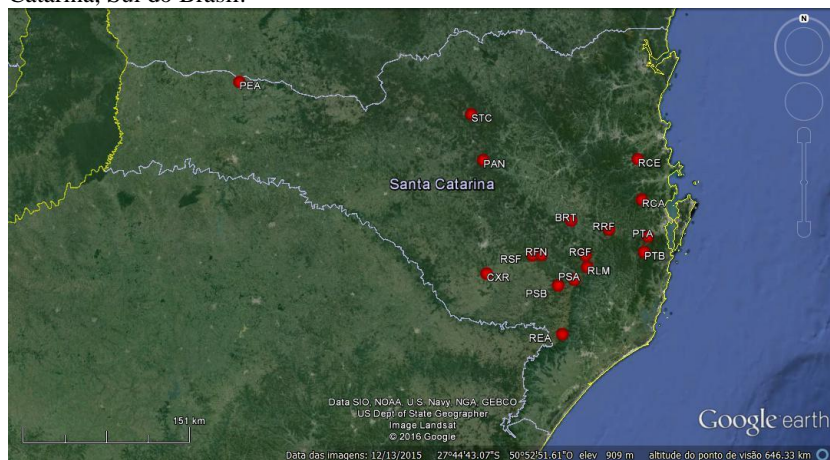 Catarina, Sul do Brasil.
N
PEA
STC
PAN
RCE
Santa Catarina
RCA
BRT
RRF
PTA
RFN
RGF
PTB
RSF
RLM
CXR
PSA
PSB
REA
Data SIO, NOAA, U.S. Navy, NGA, GEBCO
US Dept of State Geographer
Image Landsat
© 2016 Google
151 km
Google earth
Data das imagens: 12/13/2015 27°44'43.07"S 50°52'51.61"O elev 909 m altitude do ponto de visão 646.33 km